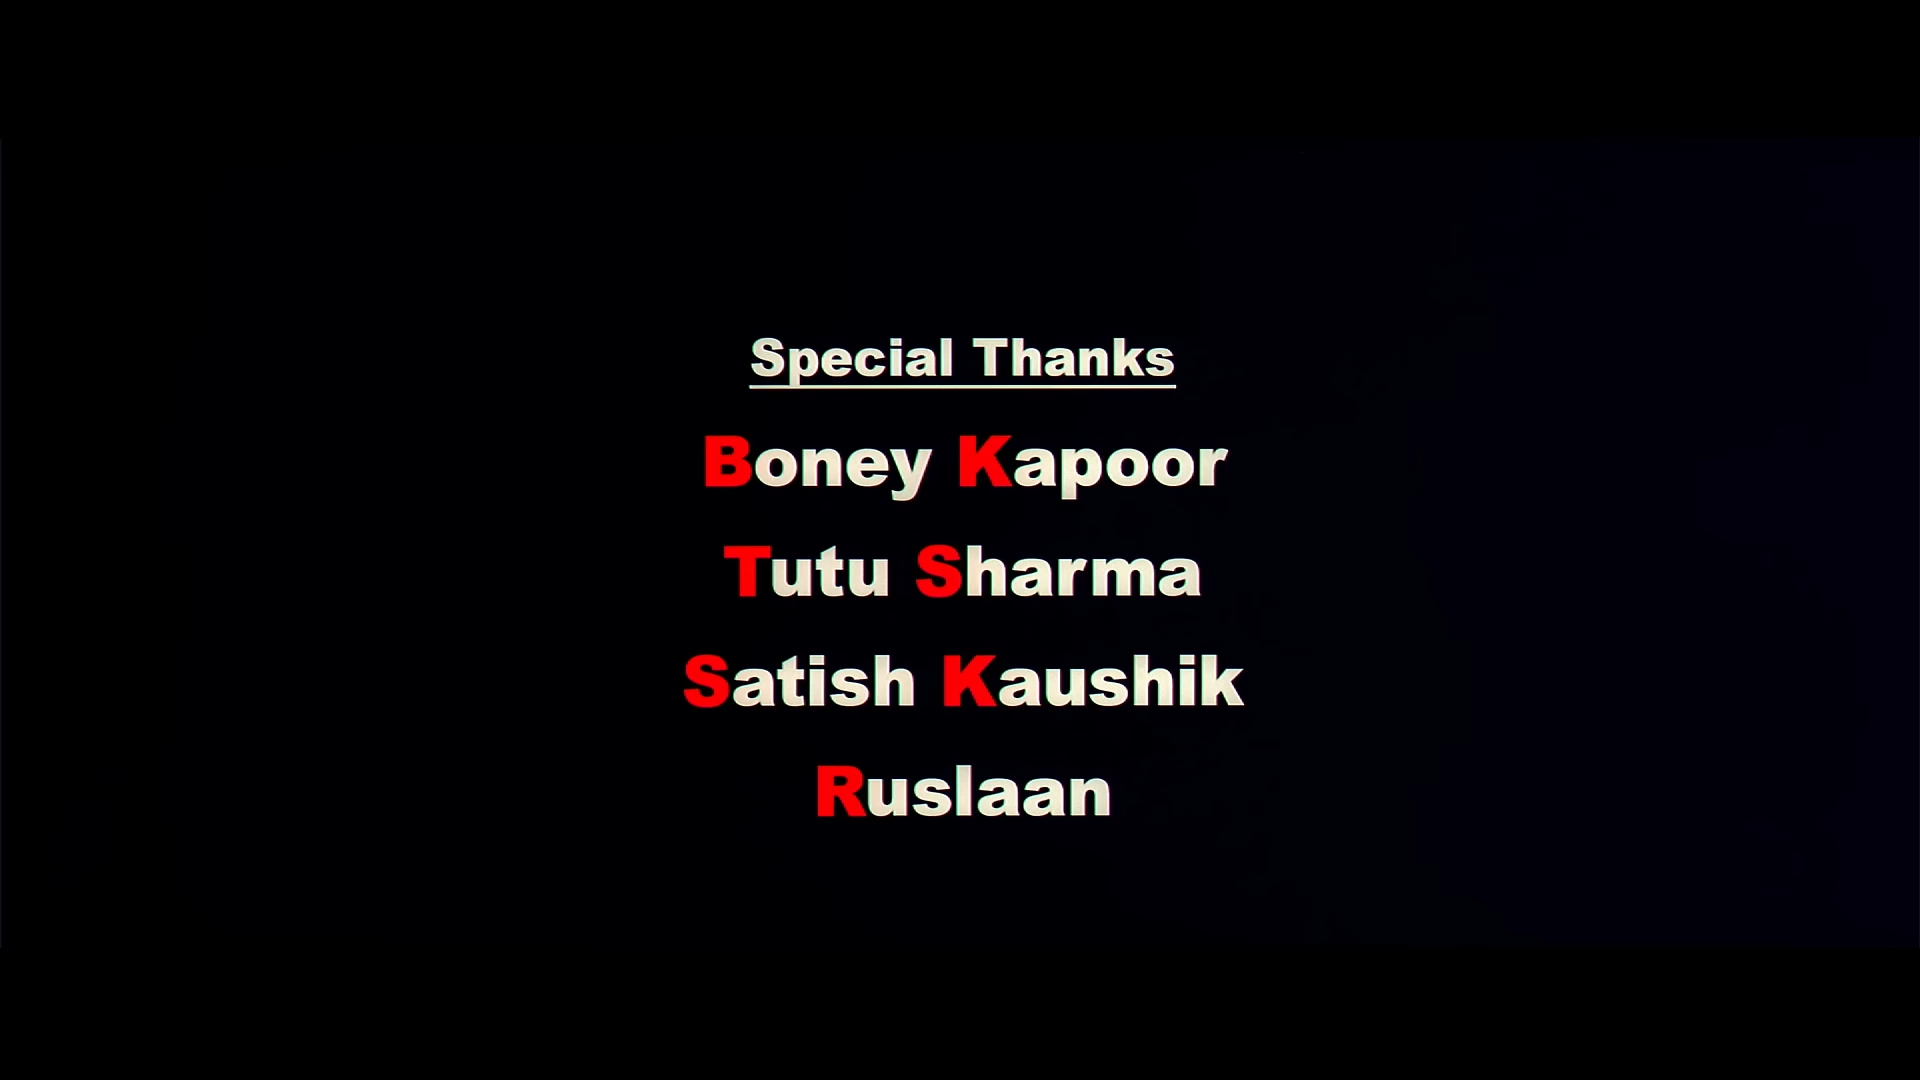 Special Thanks
Boney Kapoor
Tutu Sharma
Satish Kaushik
Ruslaan